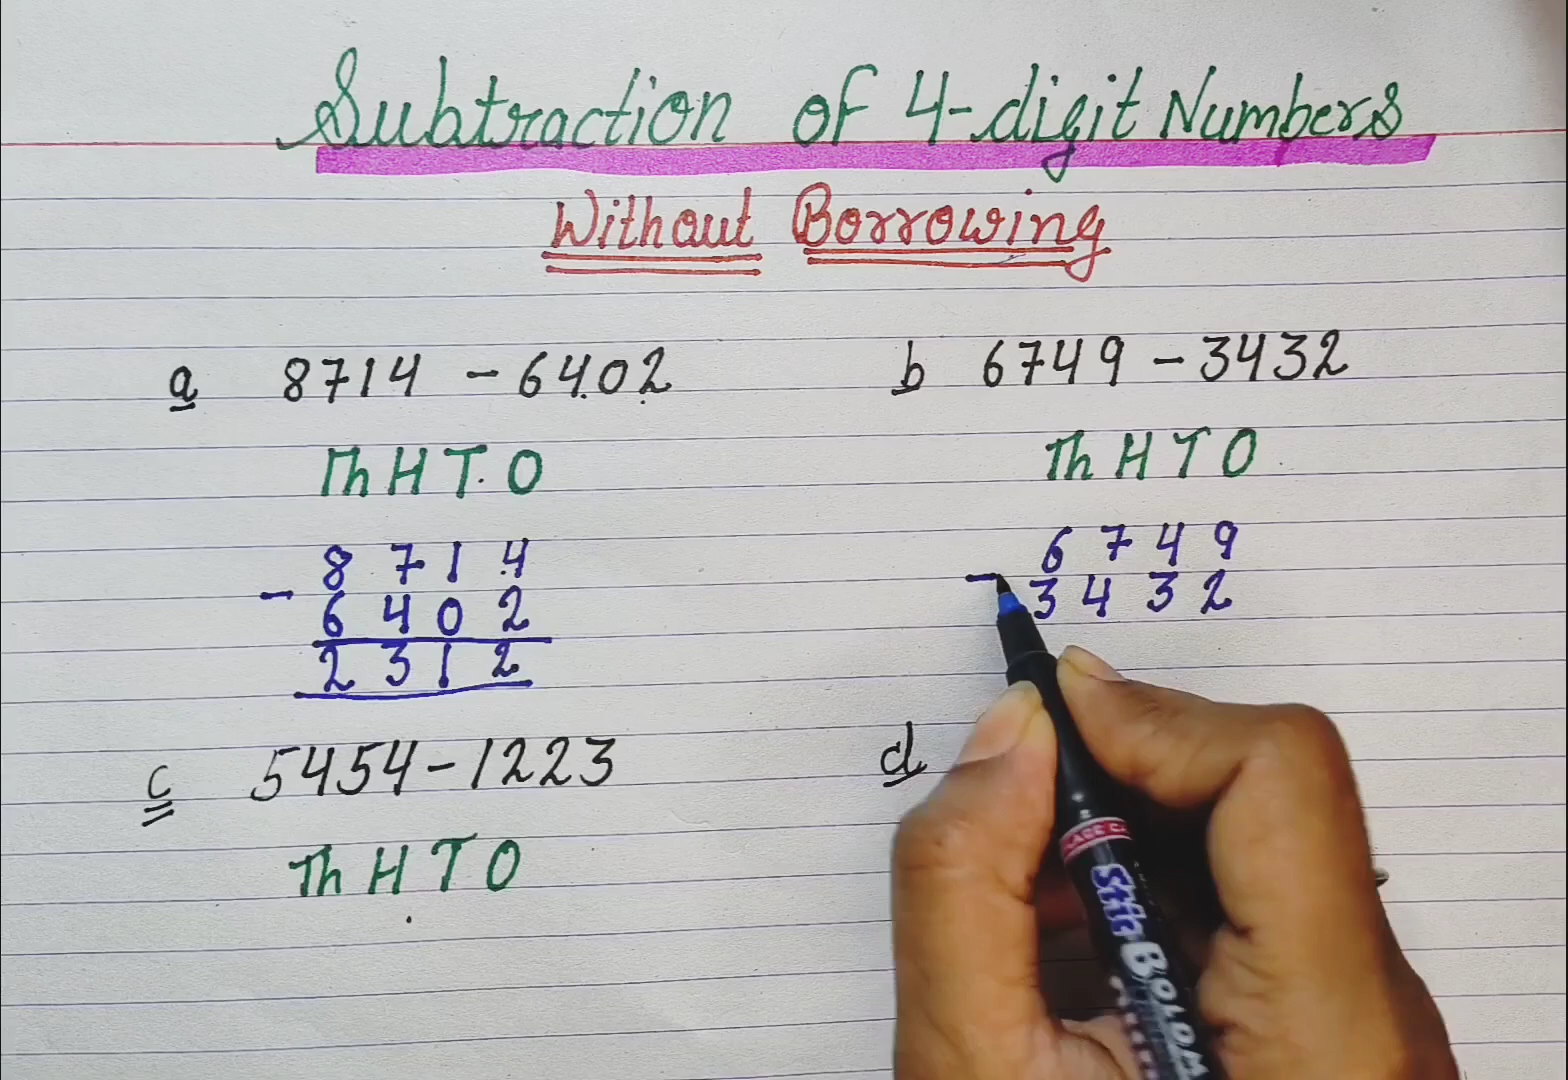 Subtraction of 4-digit Numbers
Without Borrowing
a 8714 - 6402
Th H T O
8 7 1 4
- 6 4 0 2
2 3 1 2
b 6749 - 3432
Th H T O
6 7 4 9
- 3 4 3 2
c 5454 - 1223
Th H T O
d